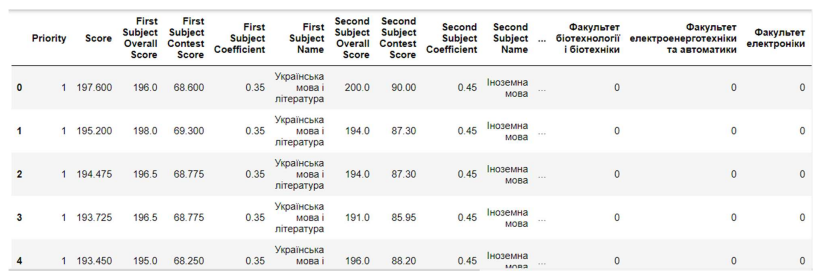 Priority Score First Subject Overall Score First Subject Contest Score First Subject Coefficient First Subject Name Second Subject Overall Score Second Subject Contest Score Second Subject Coefficient Second Subject Name ... Факультет біотехнології і біотехніки Факультет електроенерготехніки та автоматики Факультет електроніки
0 1 197.600 196.0 68.600 0.35 Українська мова і література 200.0 90.00 0.45 Іноземна мова ... 0 0 0
1 1 195.200 198.0 69.300 0.35 Українська мова і література 194.0 87.30 0.45 Іноземна мова ... 0 0 0
2 1 194.475 196.5 68.775 0.35 Українська мова і література 194.0 87.30 0.45 Іноземна мова ... 0 0 0
3 1 193.725 196.5 68.775 0.35 Українська мова і література 191.0 85.95 0.45 Іноземна мова ... 0 0 0
4 1 193.450 195.0 68.250 0.35 Українська мова і 196.0 88.20 0.45 Іноземна мова ... 0 0 0